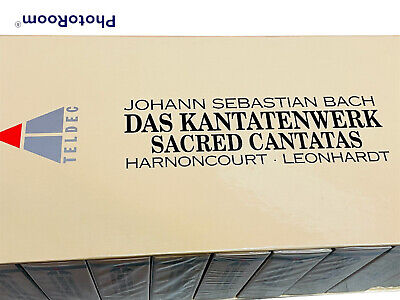 PhotoRoom®
TELDEC
JOHANN SEBASTIAN BACH
DAS KANTATENWERK
SACRED CANTATAS
HARNONCOURT · LEONHARDT